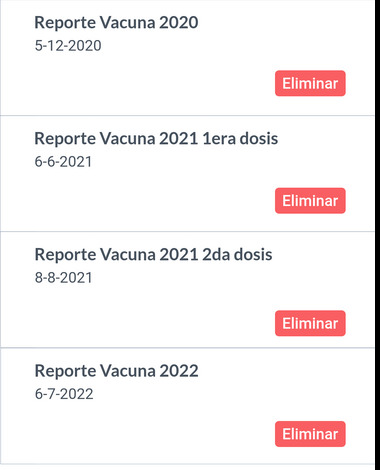 Reporte Vacuna 2020
5-12-2020
Eliminar
Reporte Vacuna 2021 1era dosis
6-6-2021
Eliminar
Reporte Vacuna 2021 2da dosis
8-8-2021
Eliminar
Reporte Vacuna 2022
6-7-2022
Eliminar